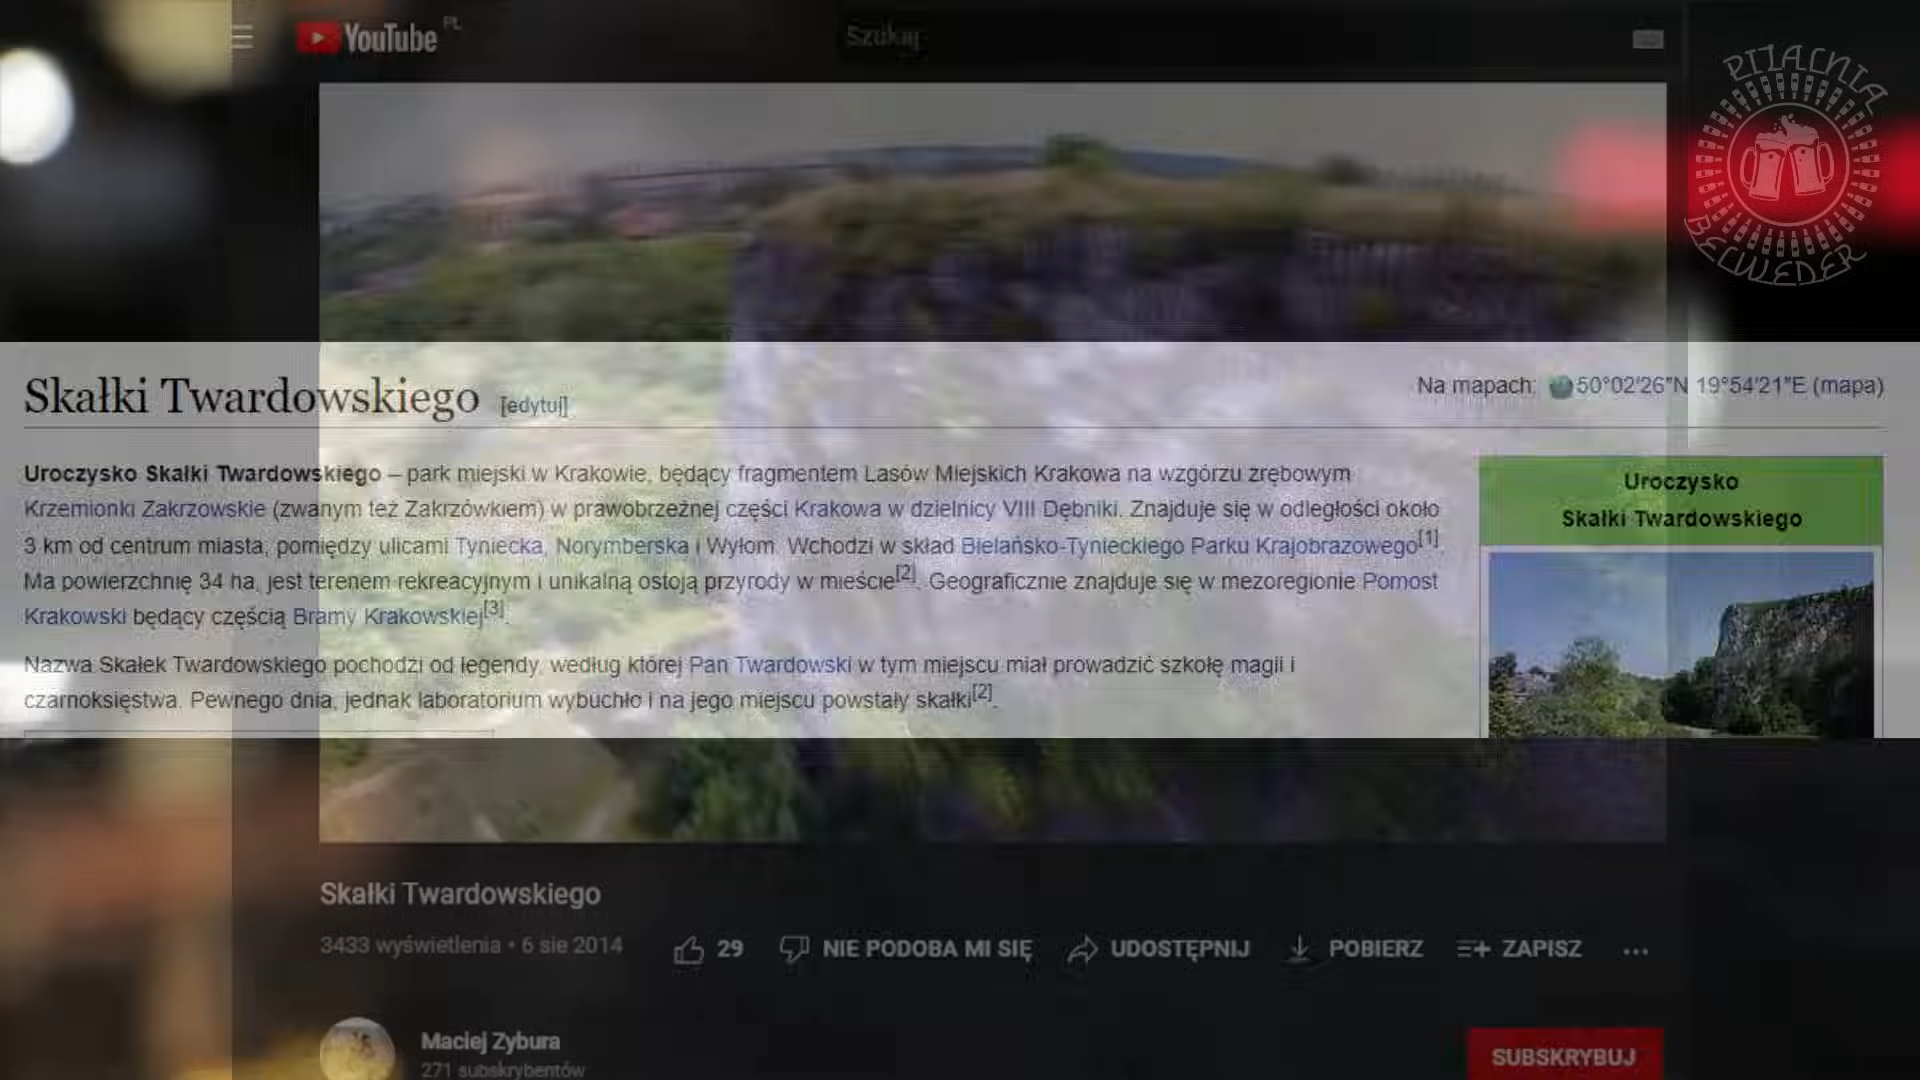 YouTube PL
Szukaj
PIJALNIA
BELWEDER
Skałki Twardowskiego [edytuj]
Na mapach: 50°02′26″N 19°54′21″E (mapa)
Uroczysko Skałki Twardowskiego – park miejski w Krakowie, będący fragmentem Lasów Miejskich Krakowa na wzgórzu zrębowym
Krzemionki Zakrzowskie (zwanym też Zakrzówkiem) w prawobrzeżnej części Krakowa w dzielnicy VIII Dębniki. Znajduje się w odległości około
3 km od centrum miasta, pomiędzy ulicami Tyniecką, Norymberską i Wyłom. Wchodzi w skład Bielańsko-Tynieckiego Parku Krajobrazowego[1].
Ma powierzchnię 34 ha, jest terenem rekreacyjnym i unikalną ostoją przyrody w mieście[2]. Geograficznie znajduje się w mezoregionie Pomost
Krakowski będący częścią Bramy Krakowskiej[3].
Nazwa Skałek Twardowskiego pochodzi od legendy, według której Pan Twardowski w tym miejscu miał prowadzić szkołę magii i
czarnoksięstwa. Pewnego dnia, jednak laboratorium wybuchło i na jego miejscu powstały skałki[2].
Uroczysko
Skałki Twardowskiego
Skałki Twardowskiego
3433 wyświetlenia • 6 sie 2014
29 NIE PODOBA MI SIĘ UDOSTĘPNIJ POBIERZ ZAPISZ ...
Maciej Zybura
271 subskrybentów
SUBSKRYBUJ